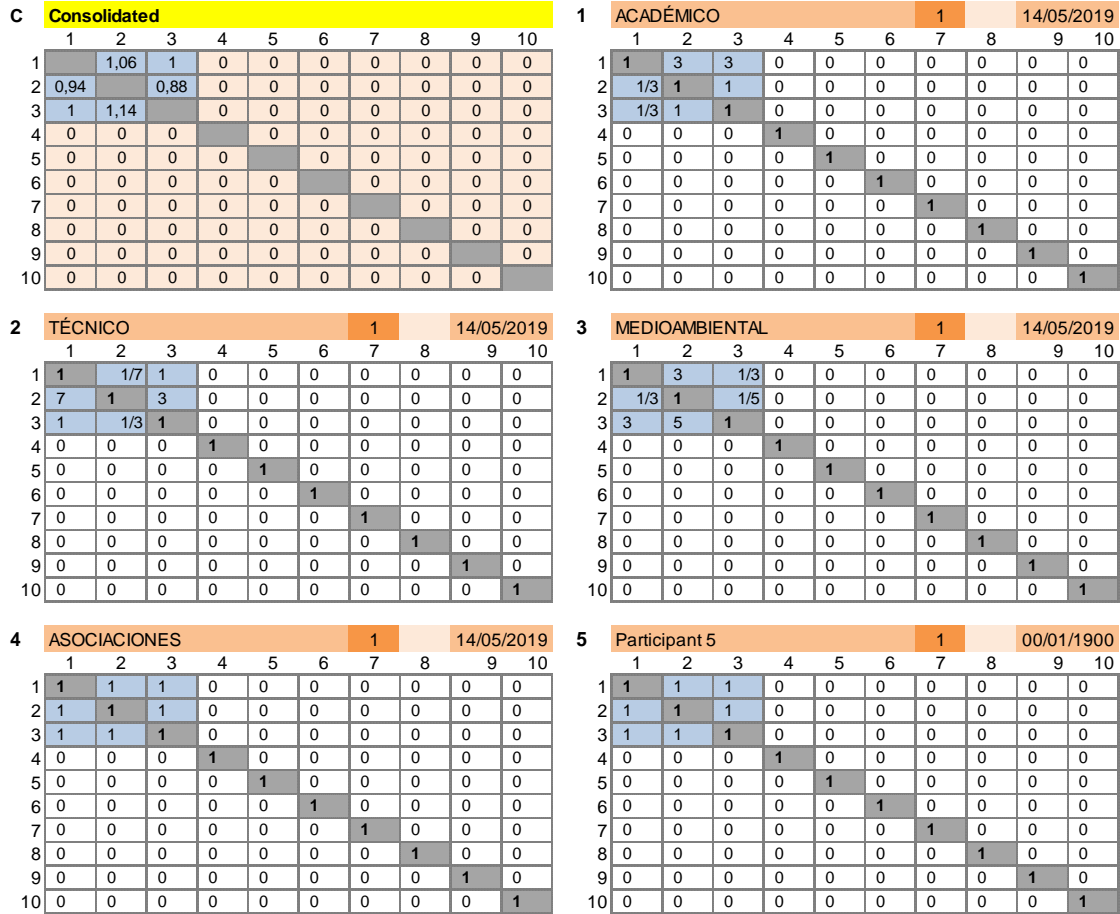 C Consolidated
1 2 3 4 5 6 7 8 9 10
1 1,06 1 0 0 0 0 0 0 0
2 0,94 0,88 0 0 0 0 0 0 0
3 1 1,14 0 0 0 0 0 0 0
4 0 0 0 0 0 0 0 0 0
5 0 0 0 0 0 0 0 0 0
6 0 0 0 0 0 0 0 0 0
7 0 0 0 0 0 0 0 0 0
8 0 0 0 0 0 0 0 0 0
9 0 0 0 0 0 0 0 0 0
10 0 0 0 0 0 0 0 0 0
1 ACADÉMICO 1 14/05/2019
1 2 3 4 5 6 7 8 9 10
1 1 3 3 0 0 0 0 0 0 0
2 1/3 1 1 0 0 0 0 0 0 0
3 1/3 1 1 0 0 0 0 0 0 0
4 0 0 0 1 0 0 0 0 0 0
5 0 0 0 0 1 0 0 0 0 0
6 0 0 0 0 0 1 0 0 0 0
7 0 0 0 0 0 0 1 0 0 0
8 0 0 0 0 0 0 0 1 0 0
9 0 0 0 0 0 0 0 0 1 0
10 0 0 0 0 0 0 0 0 0 1
2 TÉCNICO 1 14/05/2019
1 2 3 4 5 6 7 8 9 10
1 1 1/7 1 0 0 0 0 0 0 0
2 7 1 3 0 0 0 0 0 0 0
3 1 1/3 1 0 0 0 0 0 0 0
4 0 0 0 1 0 0 0 0 0 0
5 0 0 0 0 1 0 0 0 0 0
6 0 0 0 0 0 1 0 0 0 0
7 0 0 0 0 0 0 1 0 0 0
8 0 0 0 0 0 0 0 1 0 0
9 0 0 0 0 0 0 0 0 1 0
10 0 0 0 0 0 0 0 0 0 1
3 MEDIOAMBIENTAL 1 14/05/2019
1 2 3 4 5 6 7 8 9 10
1 1 3 1/3 0 0 0 0 0 0 0
2 1/3 1 1/5 0 0 0 0 0 0 0
3 3 5 1 0 0 0 0 0 0 0
4 0 0 0 1 0 0 0 0 0 0
5 0 0 0 0 1 0 0 0 0 0
6 0 0 0 0 0 1 0 0 0 0
7 0 0 0 0 0 0 1 0 0 0
8 0 0 0 0 0 0 0 1 0 0
9 0 0 0 0 0 0 0 0 1 0
10 0 0 0 0 0 0 0 0 0 1
4 ASOCIACIONES 1 14/05/2019
1 2 3 4 5 6 7 8 9 10
1 1 1 1 0 0 0 0 0 0 0
2 1 1 1 0 0 0 0 0 0 0
3 1 1 1 0 0 0 0 0 0 0
4 0 0 0 1 0 0 0 0 0 0
5 0 0 0 0 1 0 0 0 0 0
6 0 0 0 0 0 1 0 0 0 0
7 0 0 0 0 0 0 1 0 0 0
8 0 0 0 0 0 0 0 1 0 0
9 0 0 0 0 0 0 0 0 1 0
10 0 0 0 0 0 0 0 0 0 1
5 Participant 5 1 00/01/1900
1 2 3 4 5 6 7 8 9 10
1 1 1 1 0 0 0 0 0 0 0
2 1 1 1 0 0 0 0 0 0 0
3 1 1 1 0 0 0 0 0 0 0
4 0 0 0 1 0 0 0 0 0 0
5 0 0 0 0 1 0 0 0 0 0
6 0 0 0 0 0 1 0 0 0 0
7 0 0 0 0 0 0 1 0 0 0
8 0 0 0 0 0 0 0 1 0 0
9 0 0 0 0 0 0 0 0 1 0
10 0 0 0 0 0 0 0 0 0 1